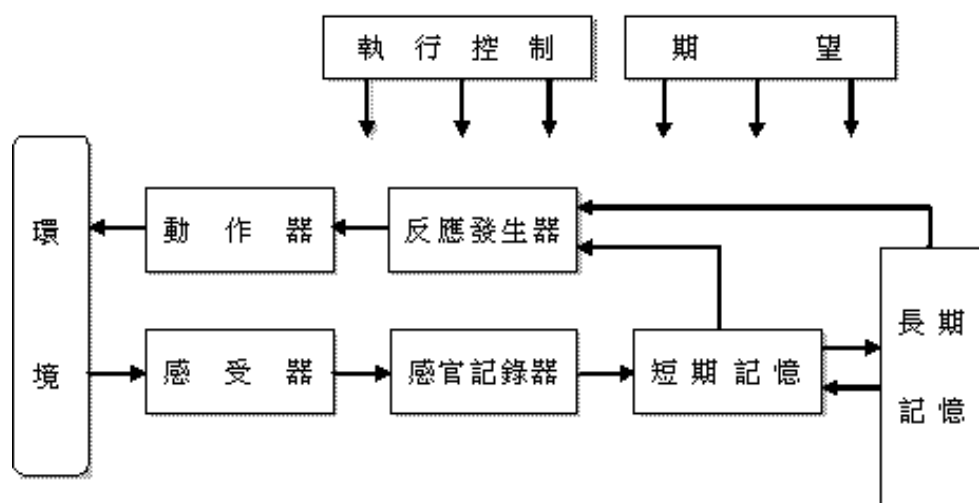 執行控制
期望
環境
動作器
反應發生器
感受器
感官記錄器
短期記憶
長期
記憶